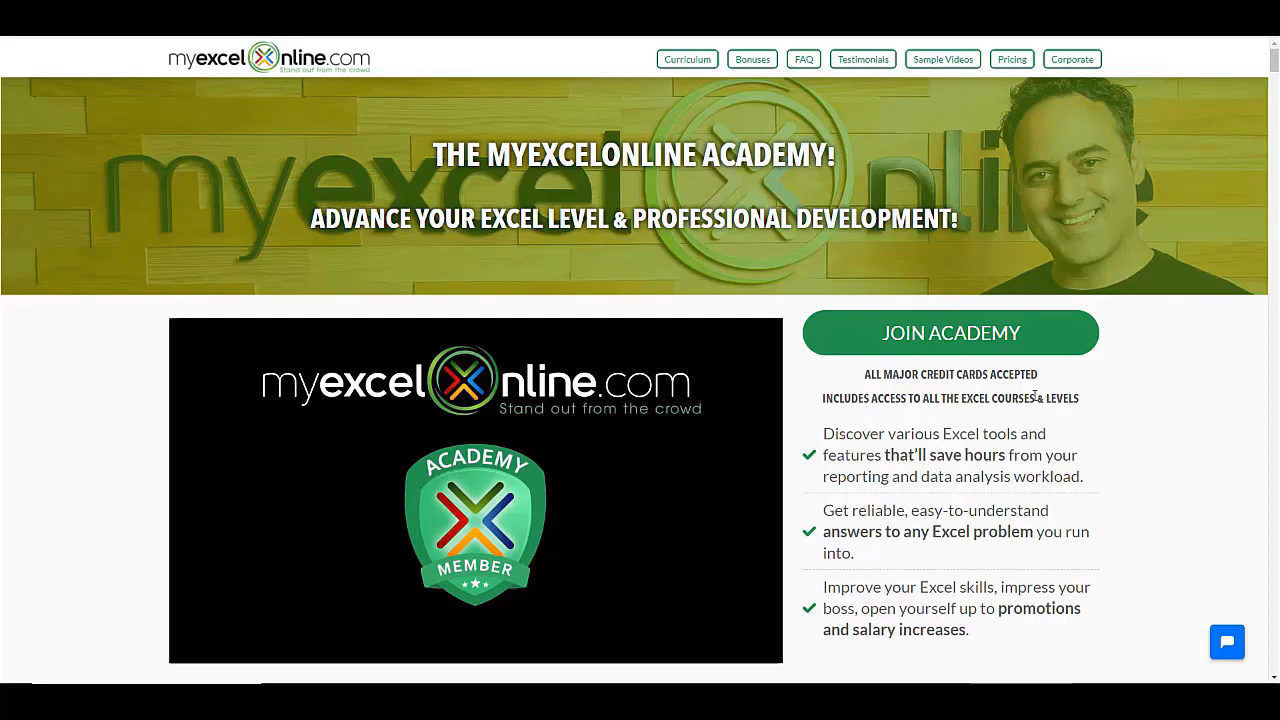 myexcelonline.com
Stand out from the crowd
Curriculum
Bonuses
FAQ
Testimonials
Sample Videos
Pricing
Corporate
myexcel nline
THE MYEXCELONLINE ACADEMY!
ADVANCE YOUR EXCEL LEVEL & PROFESSIONAL DEVELOPMENT!
myexcelonline.com
Stand out from the crowd
ACADEMY
MEMBER
JOIN ACADEMY
ALL MAJOR CREDIT CARDS ACCEPTED
INCLUDES ACCESS TO ALL THE EXCEL COURSES & LEVELS
Discover various Excel tools and
features that'll save hours from your
reporting and data analysis workload.
Get reliable, easy-to-understand
answers to any Excel problem you run
into.
Improve your Excel skills, impress your
boss, open yourself up to promotions
and salary increases.